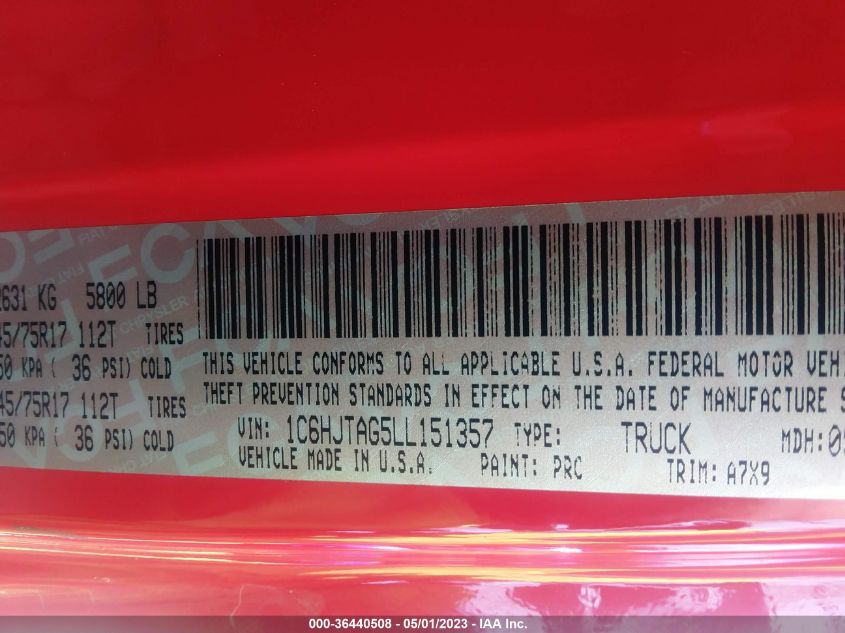 2631 KG 5800 LB
45/75R17 112T TIRES
50 KPA ( 36 PSI) COLD
45/75R17 112T TIRES
50 KPA ( 36 PSI) COLD
THIS VEHICLE CONFORMS TO ALL APPLICABLE U.S.A. FEDERAL MOTOR VEHI
THEFT PREVENTION STANDARDS IN EFFECT ON THE DATE OF MANUFACTURE S
VIN: 1C6HJTAG5LL151357 TYPE: TRUCK MDH:
VEHICLE MADE IN U.S.A. PAINT: PRC TRIM: A7X9
000-36440508 - 05/01/2023 - © IAA Inc.